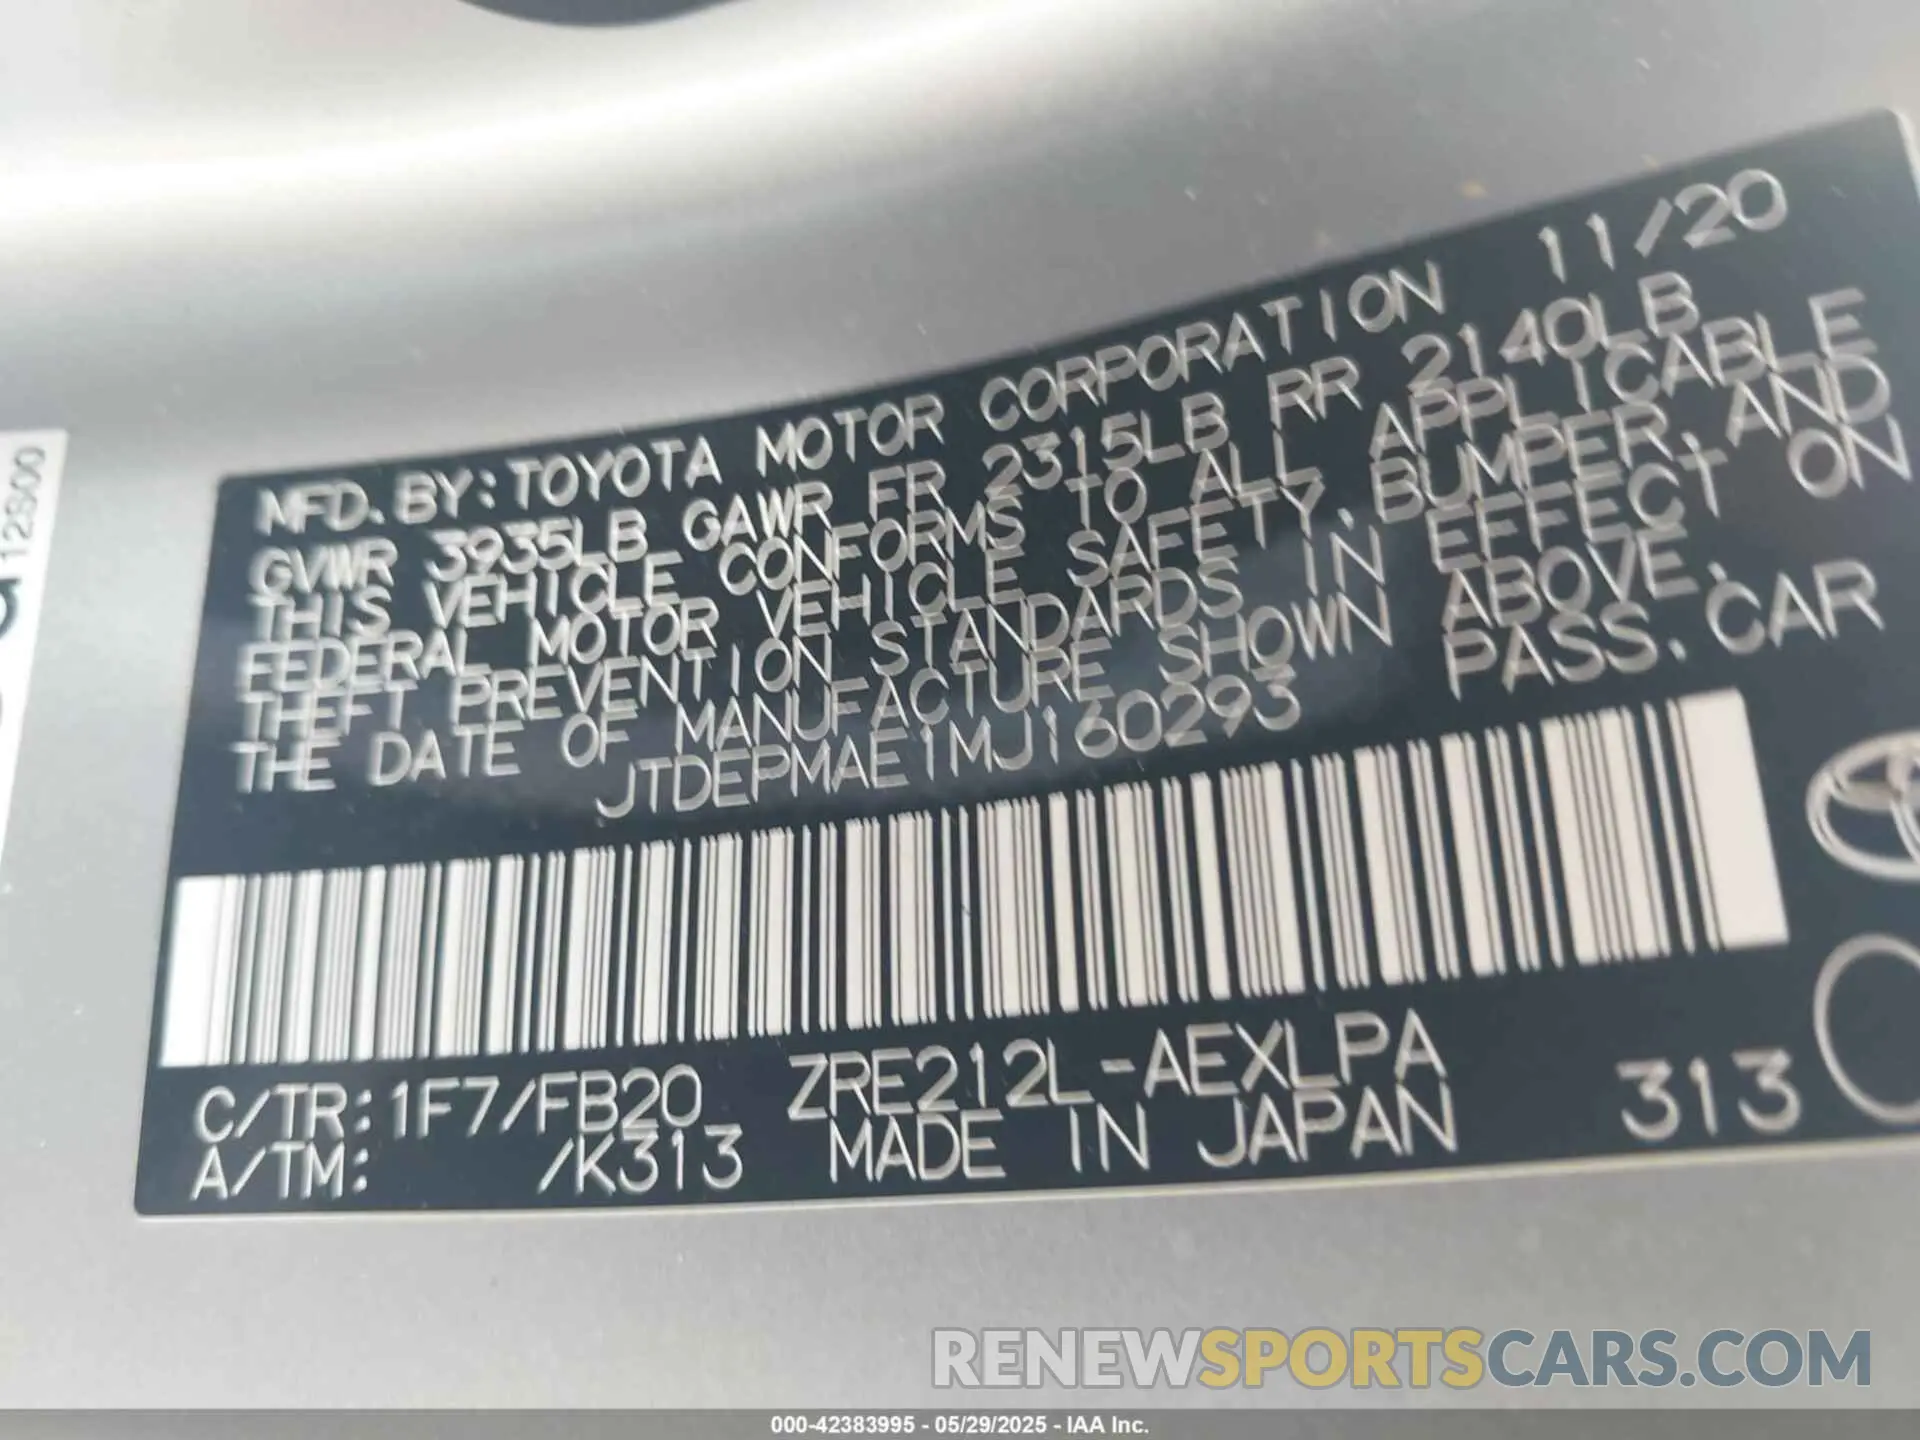 12S00
MFD. BY: TOYOTA MOTOR CORPORATION 11/20
GVWR 3935LB GAWR FR 2315LB RR 2140LB
THIS VEHICLE CONFORMS TO ALL APPLICABLE
FEDERAL MOTOR VEHICLE SAFETY, BUMPER, AND
THEFT PREVENTION STANDARDS IN EFFECT ON
THE DATE OF MANUFACTURE SHOWN ABOVE.
JTDEPMAE1MJ160293 PASS. CAR
C/TR: 1F7/FB20 ZRE212L-AEXLPA
A/TM: /K313 MADE IN JAPAN 313
RENEWSPORTSCARS.COM
000-42383995 - 05/29/2025 - IAA Inc.